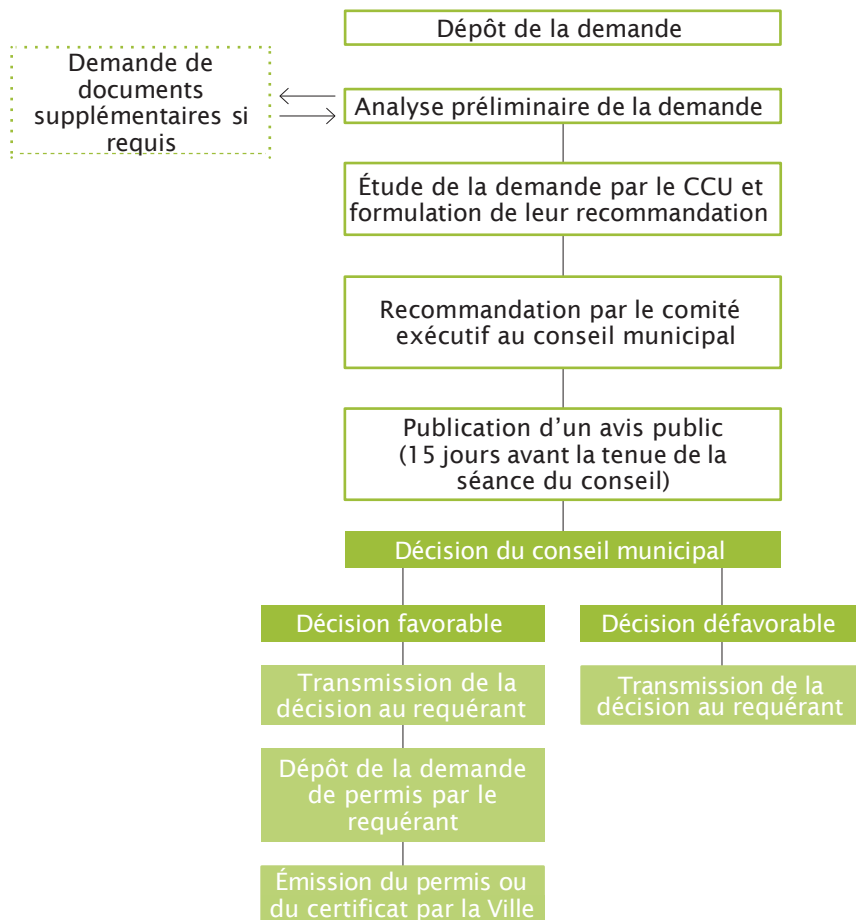 Dépôt de la demande
Demande de
documents
supplémentaires si
requis
Analyse préliminaire de la demande
Étude de la demande par le CCU et
formulation de leur recommandation
Recommandation par le comité
exécutif au conseil municipal
Publication d'un avis public
(15 jours avant la tenue de la
séance du conseil)
Décision du conseil municipal
Décision favorable
Décision défavorable
Transmission de la
décision au requérant
Transmission de la
décision au requérant
Dépôt de la demande
de permis par le
requérant
Émission du permis ou
du certificat par la Ville